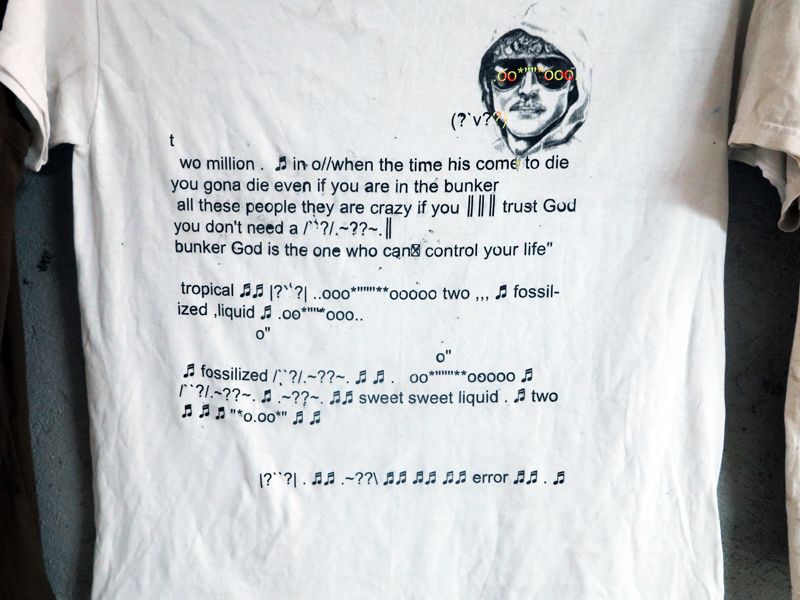 .oo*""*ooo.
(?`v??)
t
wo million . ♬ in o//when the time his come to die
you gona die even if you are in the bunker
all these people they are crazy if you ║║║ trust God
you don't need a /``?/.~??~.║
bunker God is the one who can☒ control your life"
tropical ♬♬ |?``?| ..ooo*""""**ooooo two ,,, ♬ fossil-
ized ,liquid ♬ .oo*""*ooo..
o"
o"
♬ fossilized /``?/.~??~. ♬ ♬ . oo*""""**ooooo ♬
/``?/.~??~. ♬ .~??~. ♬♬ sweet sweet liquid . ♬ two
♬ ♬ ♬ "*o.oo*" ♬ ♬
|?``?| . ♬♬ .~??\ ♬♬ ♬♬ ♬♬ error ♬♬ . ♬